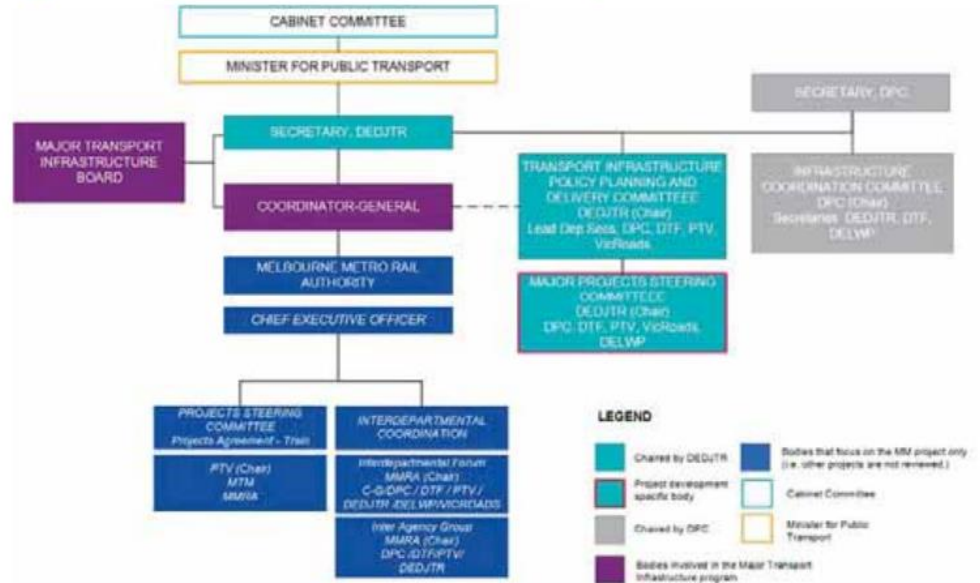 CABINET COMMITTEE
MINISTER FOR PUBLIC TRANSPORT
SECRETARY, DPC
SECRETARY, DEDJTR
MAJOR TRANSPORT
INFRASTRUCTURE
BOARD
TRANSPORT INFRASTRUCTURE
POLICY PLANNING AND
DELIVERY COMMITTEEE
DEDJTR (Chair)
Lead Dep Secs, DPC, DTF, PTV,
VicRoads
INFRASTRUCTURE
COORDINATION COMMITTEE
DPC (Chair)
Secretaries DEDJTR, DTF,
DELWP
COORDINATOR-GENERAL
MELBOURNE METRO RAIL
AUTHORITY
MAJOR PROJECTS STEERING
COMMITTEEE
DEDJTR (Chair)
DPC, DTF, PTV, VicRoads,
DELWP
CHIEF EXECUTIVE OFFICER
PROJECTS STEERING
COMMITTEE
Projects Agreement - Train
PTV (Chair)
MTM
MMRA
INTERDEPARTMENTAL
COORDINATION
Interdepartmental Forum
MMRA (Chair)
C-G/DPC / DTF / PTV /
DEDJTR /DELWP/VICROADS
Inter Agency Group
MMRA (Chair)
DPC /DTF/PTV/
DEDJTR
LEGEND
Chaired by DEDJTR
Bodies that focus on the MM project only
(i.e. other projects are not reviewed.)
Project development
specific body
Cabinet Committee
Chaired by DPC
Minister for Public
Transport
Bodies involved in the Major Transport
Infrastructure program